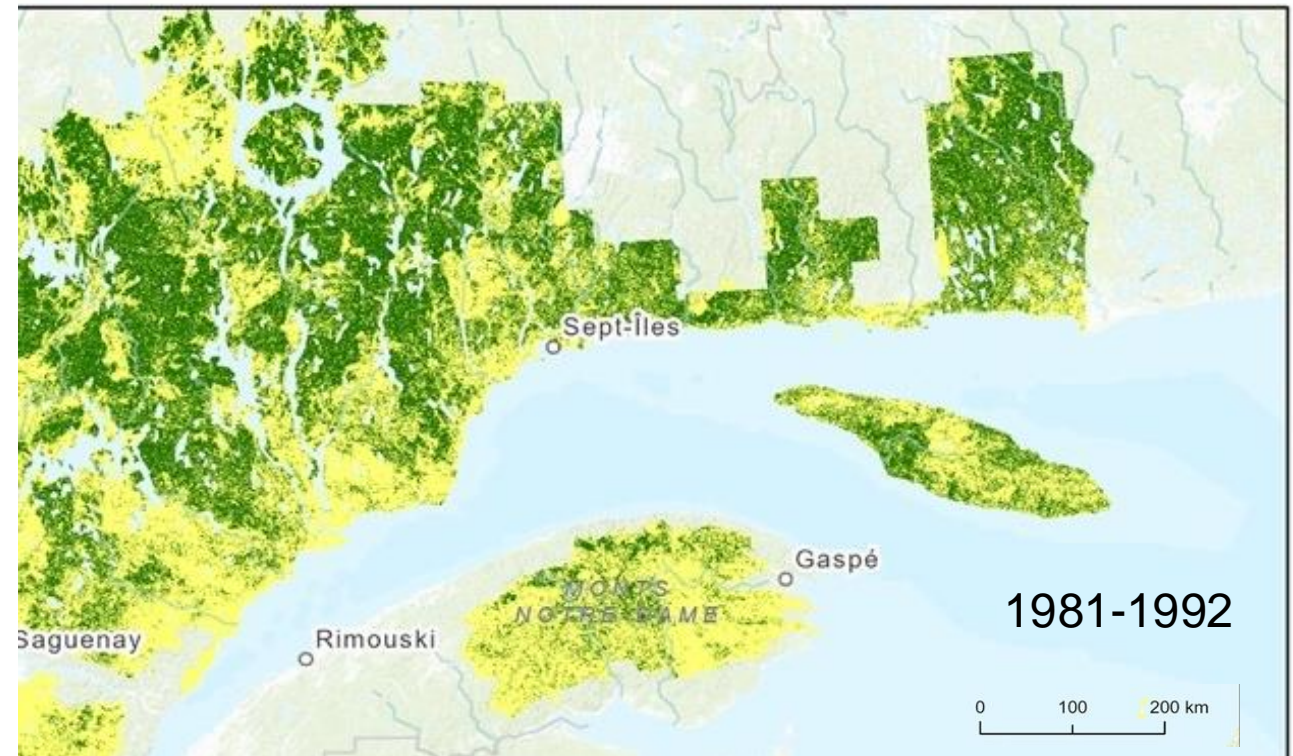 Sept-Îles
Gaspé
MONTS
NOTRE-DAME
1981-1992
Saguenay
Rimouski
0 100 200 km